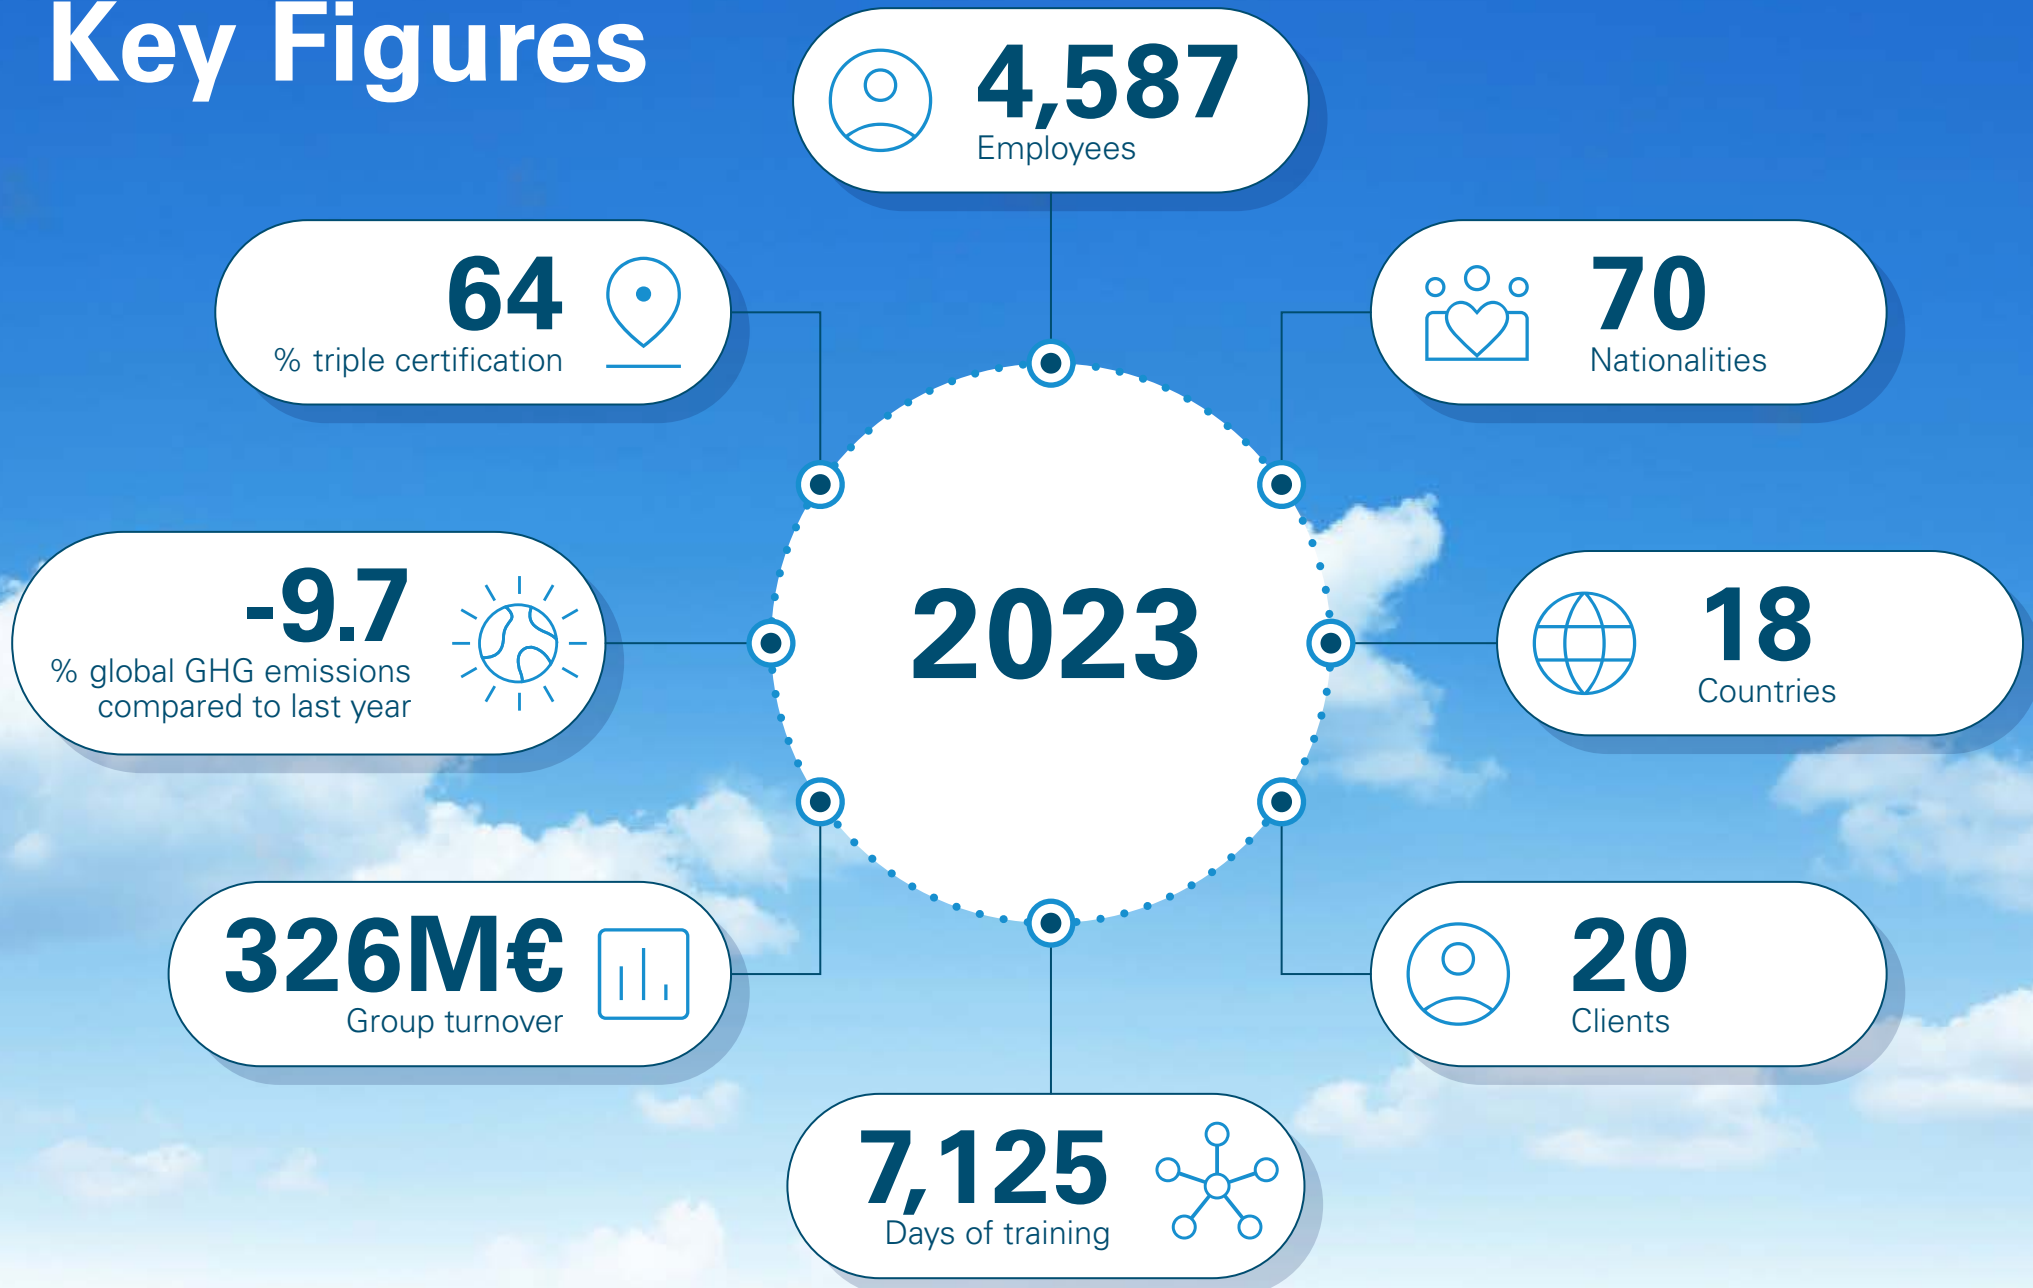 Key Figures
4,587
Employees
64
% triple certification
70
Nationalities
-9.7
% global GHG emissions
compared to last year
2023
18
Countries
326M€
Group turnover
20
Clients
7,125
Days of training